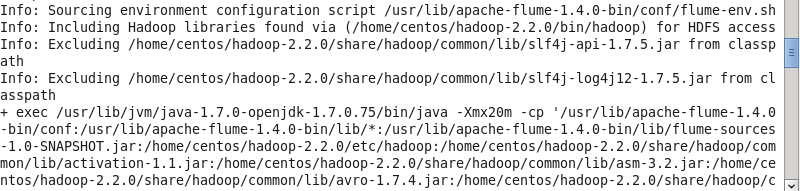 Info: Sourcing environment configuration script /usr/lib/apache-flume-1.4.0-bin/conf/flume-env.sh
Info: Including Hadoop libraries found via (/home/centos/hadoop-2.2.0/bin/hadoop) for HDFS access
Info: Excluding /home/centos/hadoop-2.2.0/share/hadoop/common/lib/slf4j-api-1.7.5.jar from classp
ath
Info: Excluding /home/centos/hadoop-2.2.0/share/hadoop/common/lib/slf4j-log4j12-1.7.5.jar from cl
asspath
+ exec /usr/lib/jvm/java-1.7.0-openjdk-1.7.0.75/bin/java -Xmx20m -cp '/usr/lib/apache-flume-1.4.0
-bin/conf:/usr/lib/apache-flume-1.4.0-bin/lib/*:/usr/lib/apache-flume-1.4.0-bin/lib/flume-sources
-1.0-SNAPSHOT.jar:/home/centos/hadoop-2.2.0/etc/hadoop:/home/centos/hadoop-2.2.0/share/hadoop/com
mon/lib/activation-1.1.jar:/home/centos/hadoop-2.2.0/share/hadoop/common/lib/asm-3.2.jar:/home/ce
ntos/hadoop-2.2.0/share/hadoop/common/lib/avro-1.7.4.jar:/home/centos/hadoop-2.2.0/share/hadoop/c